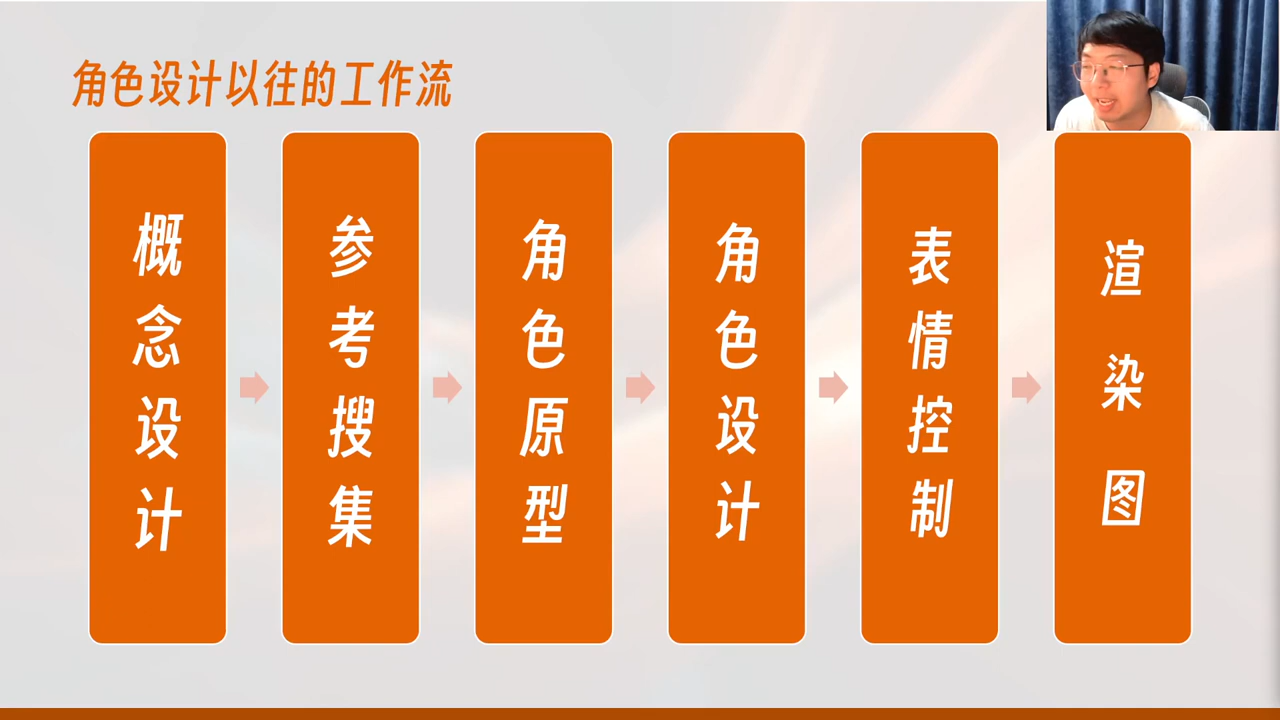 角色设计以往的工作流
概念设计
参考搜集
角色原型
角色设计
表情控制
渲染图